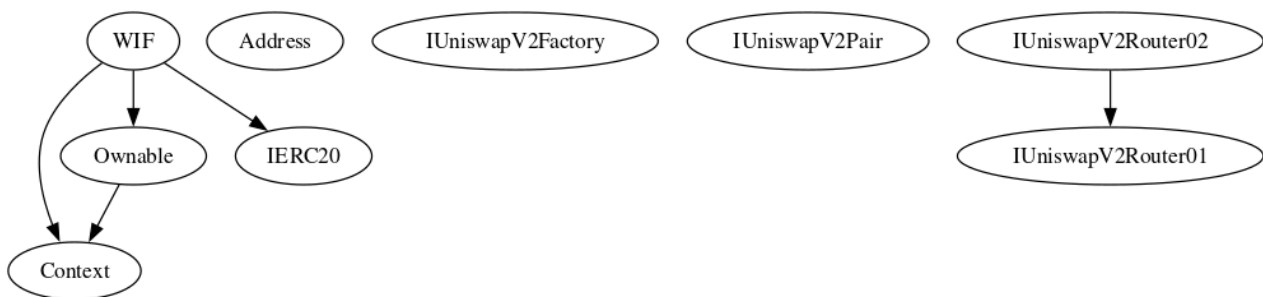 WIF
Address
IUniswapV2Factory
IUniswapV2Pair
IUniswapV2Router02
Ownable
IERC20
IUniswapV2Router01
Context